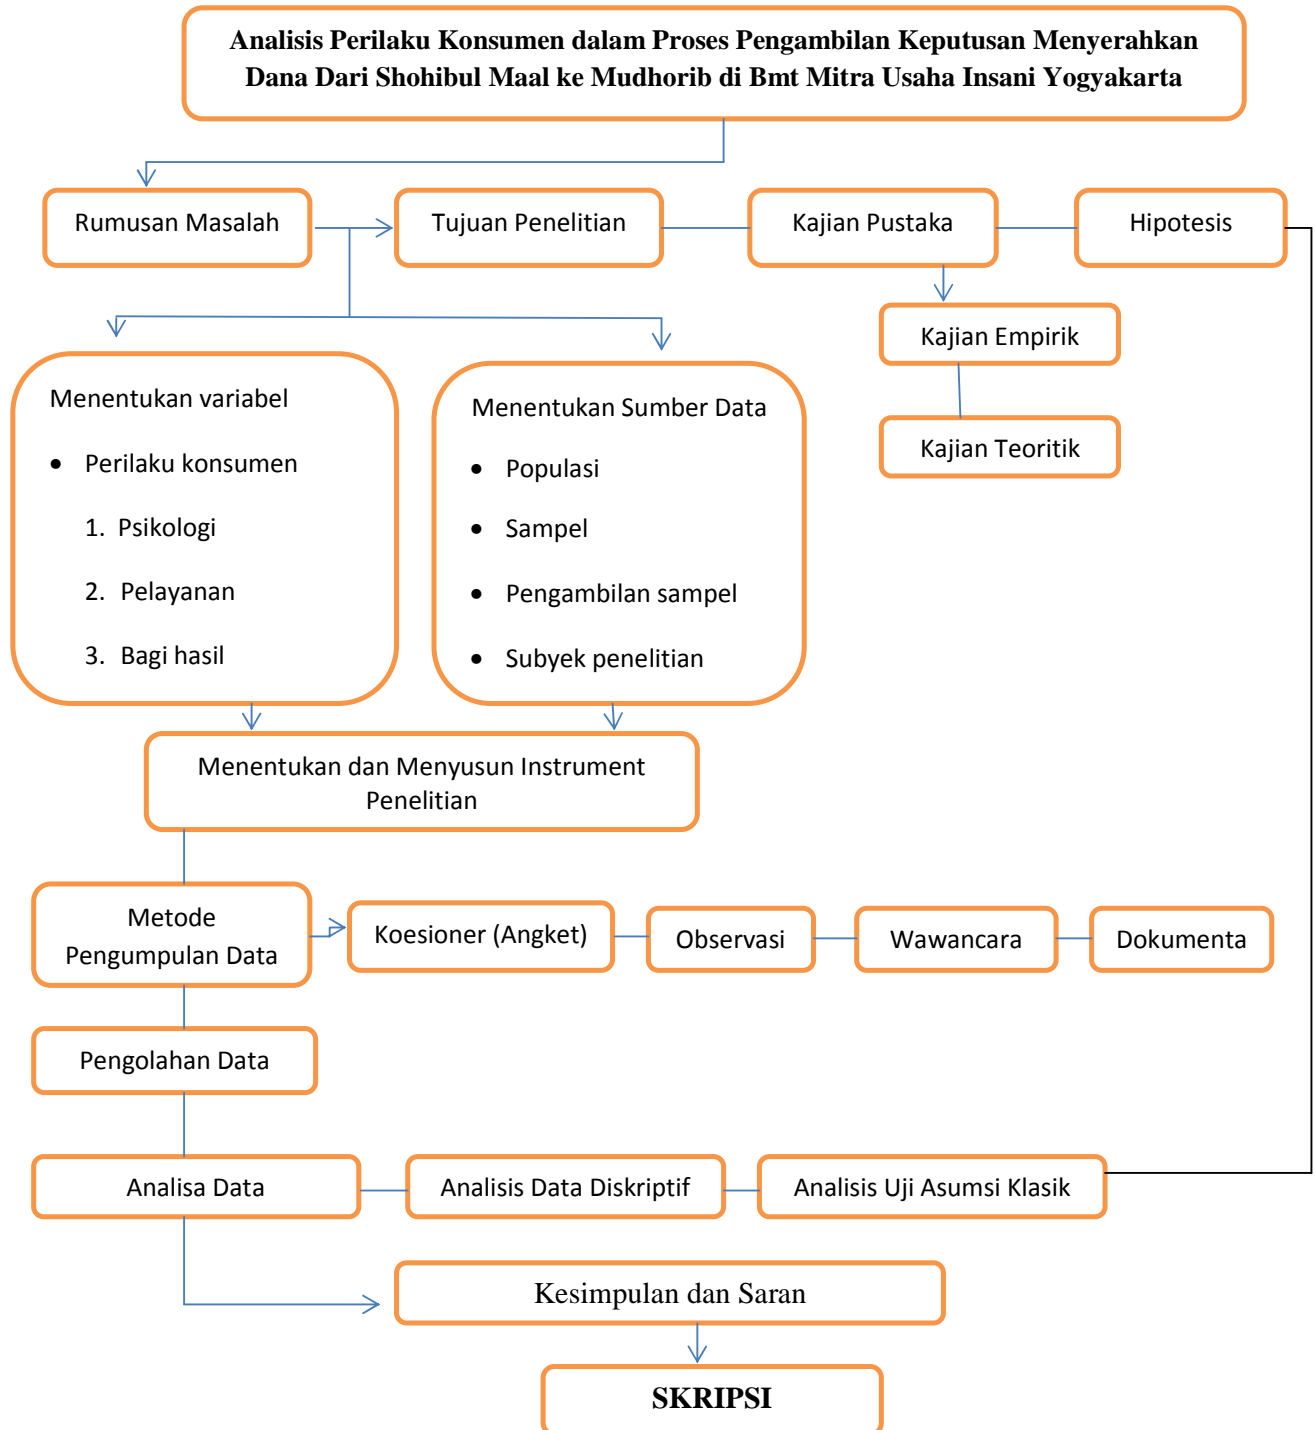 Analisis Perilaku Konsumen dalam Proses Pengambilan Keputusan Menyerahkan
Dana Dari Shohibul Maal ke Mudhorib di Bmt Mitra Usaha Insani Yogyakarta
Rumusan Masalah
Tujuan Penelitian
Kajian Pustaka
Hipotesis
Kajian Empirik
Kajian Teoritik
Menentukan variabel
• Perilaku konsumen
1. Psikologi
2. Pelayanan
3. Bagi hasil
Menentukan Sumber Data
• Populasi
• Sampel
• Pengambilan sampel
• Subyek penelitian
Menentukan dan Menyusun Instrument
Penelitian
Metode
Pengumpulan Data
Koesioner (Angket)
Observasi
Wawancara
Dokumenta
Pengolahan Data
Analisa Data
Analisis Data Diskriptif
Analisis Uji Asumsi Klasik
Kesimpulan dan Saran
SKRIPSI